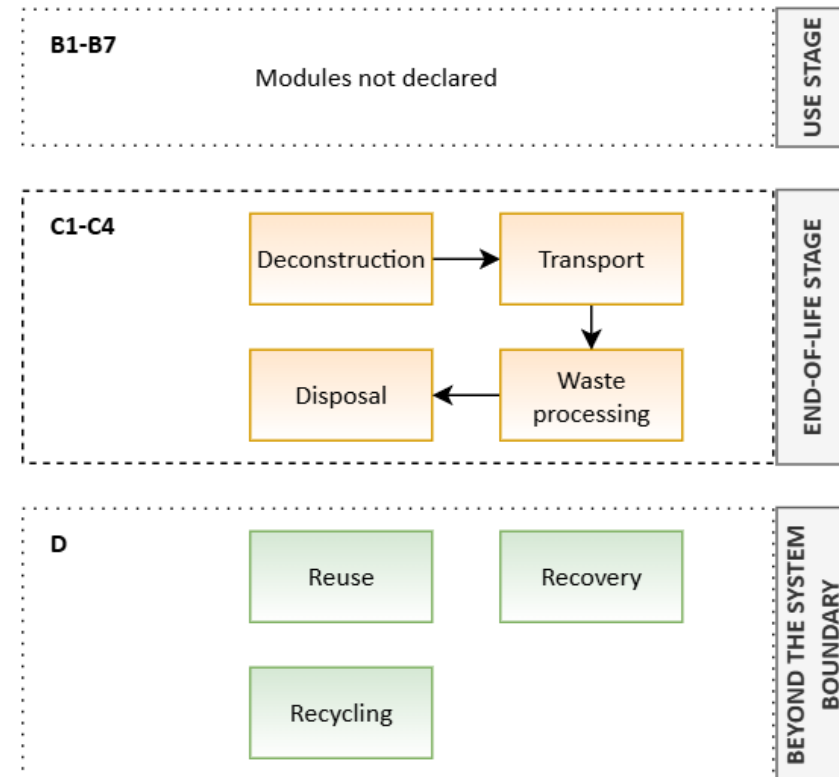 B1-B7
Modules not declared
USE STAGE
C1-C4
Deconstruction
Transport
Disposal
Waste
processing
END-OF-LIFE STAGE
D
Reuse
Recovery
Recycling
BEYOND THE SYSTEM
BOUNDARY